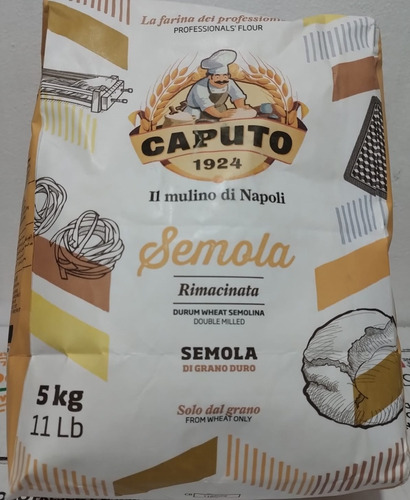 La farina dei professionisti
PROFESSIONALS' FLOUR
CAPUTO
1924
Il mulino di Napoli
Semola
Rimacinata
DURUM WHEAT SEMOLINA
DOUBLE MILLED
SEMOLA
DI GRANO DURO
5 kg
11 Lb
Solo dal grano
FROM WHEAT ONLY